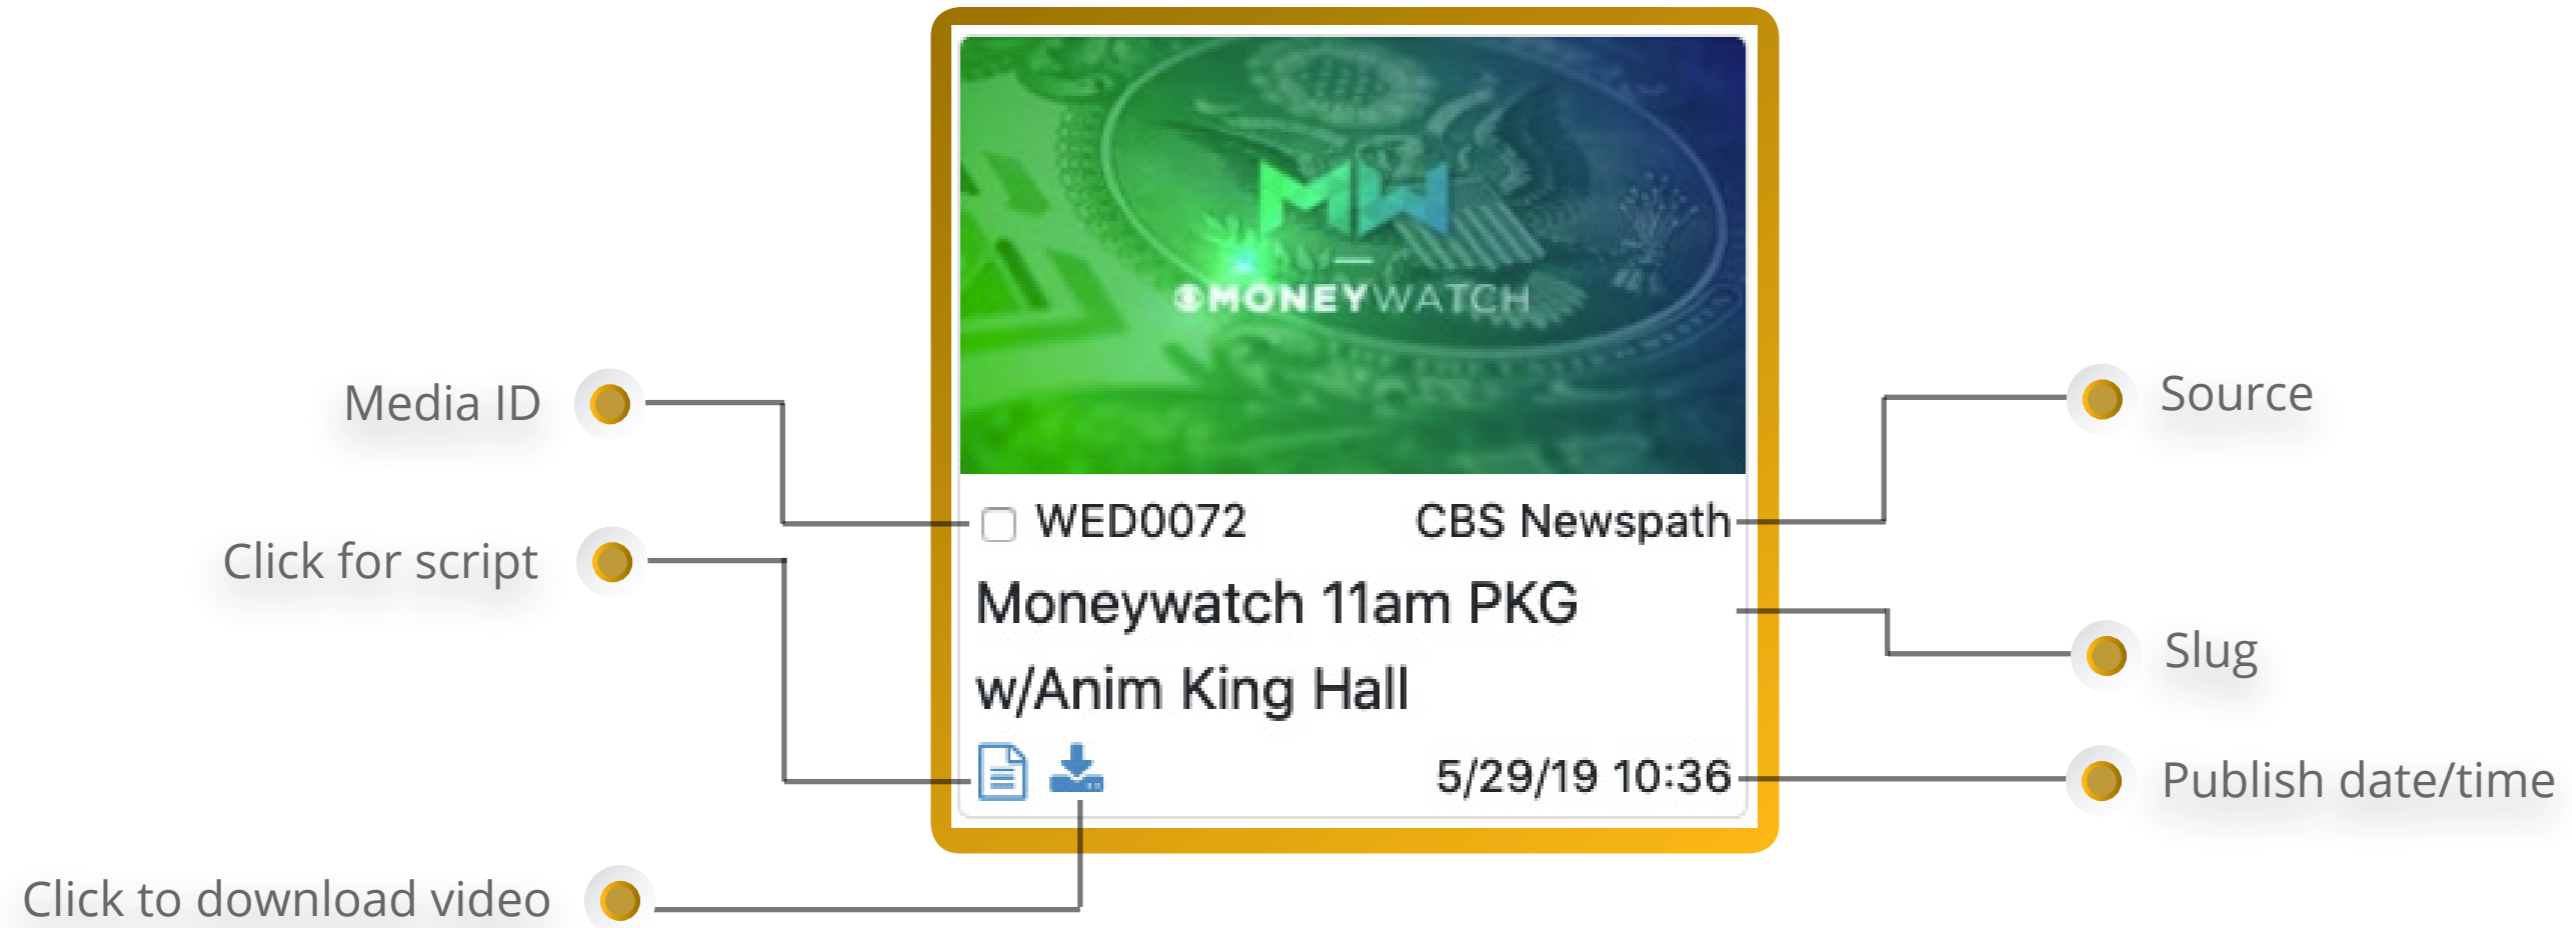 MW
MONEYWATCH
Media ID
Source
WED0072 CBS Newspath
Click for script
Moneywatch 11am PKG
w/Anim King Hall
Slug
5/29/19 10:36
Publish date/time
Click to download video